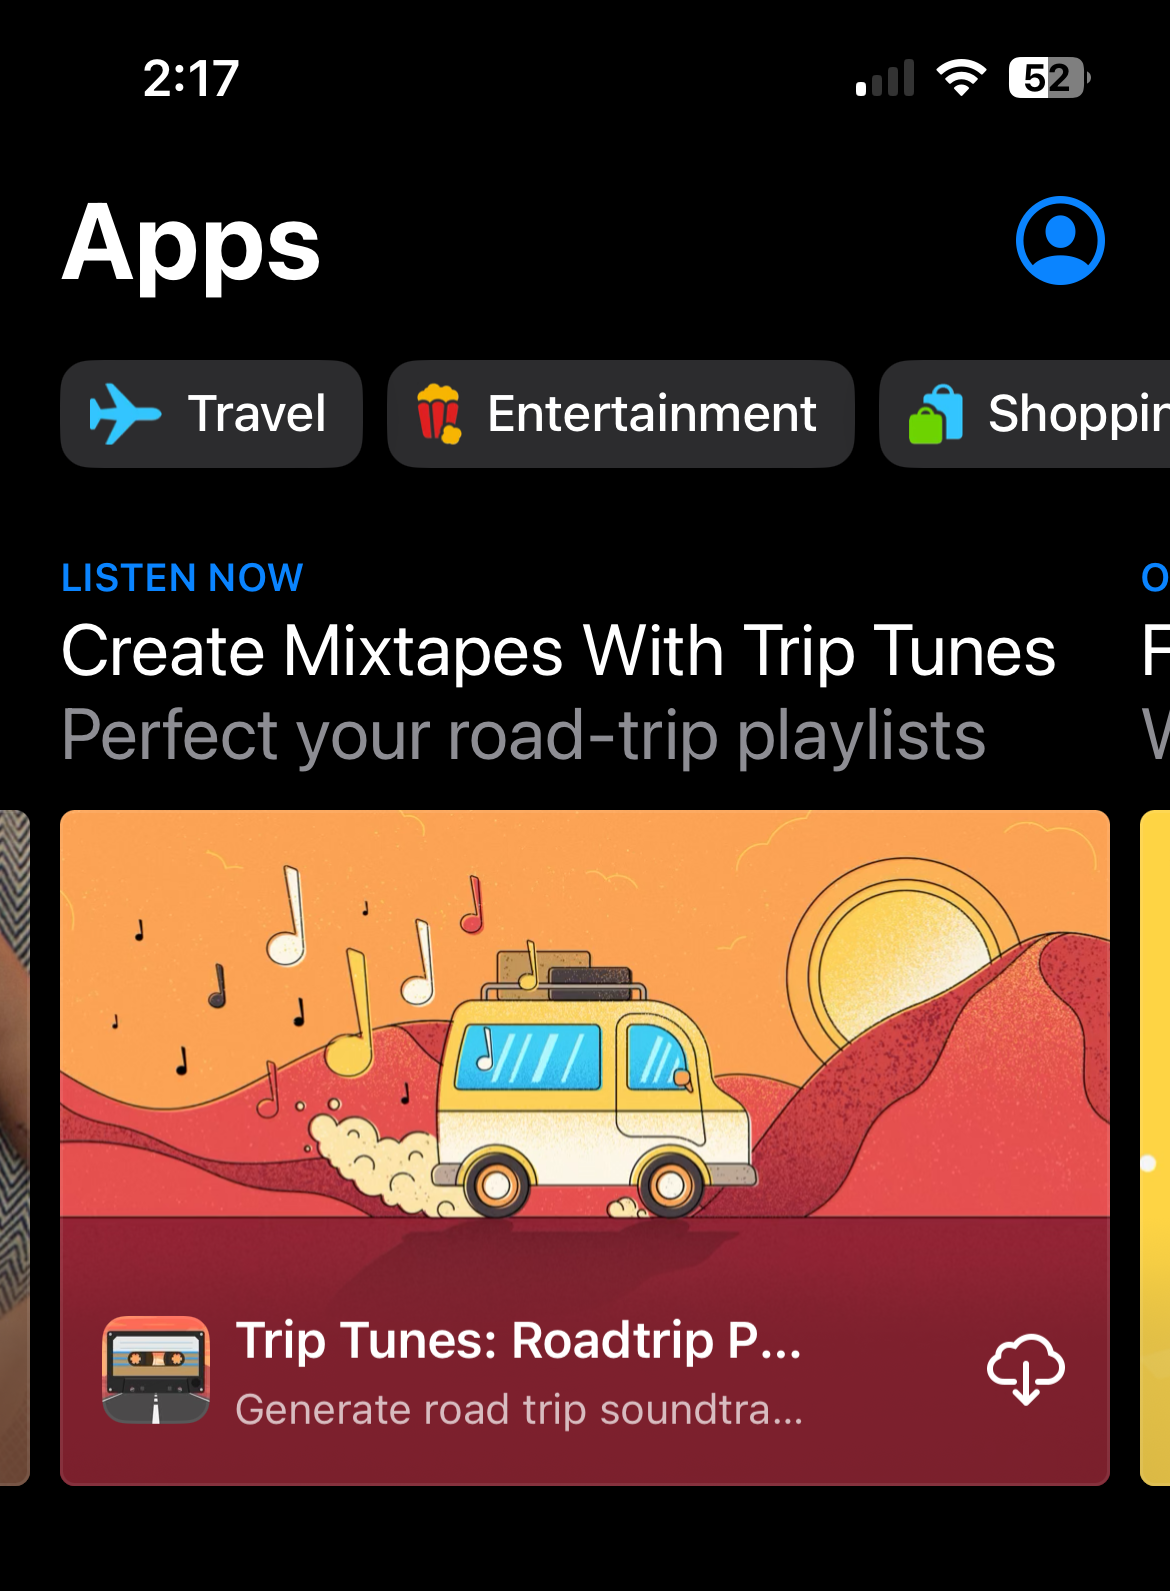 2:17
52
Apps
Travel
Entertainment
Shoppin
LISTEN NOW
Create Mixtapes With Trip Tunes
Perfect your road-trip playlists
Trip Tunes: Roadtrip P...
Generate road trip soundtra...